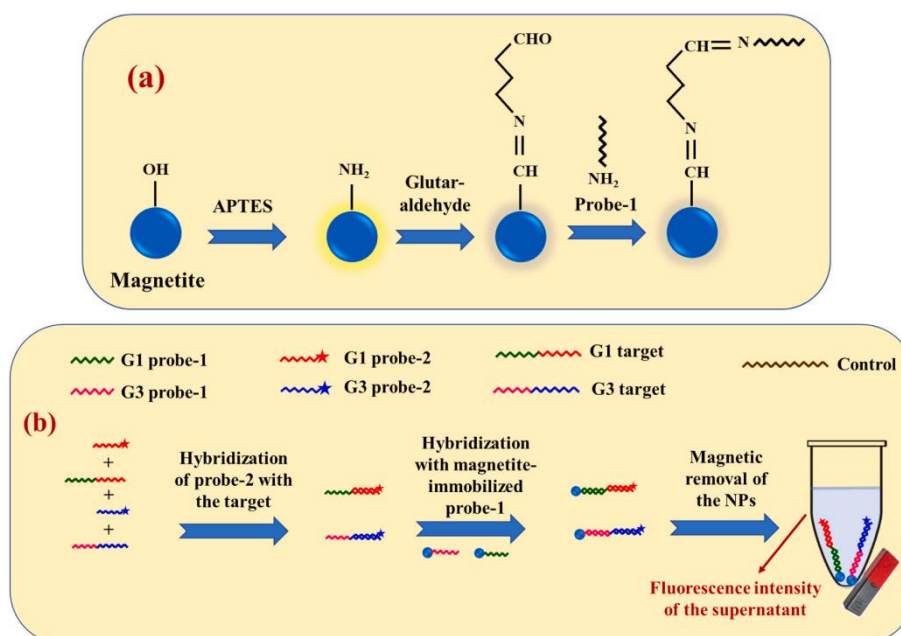 (a)
OH
Magnetite
APTES
NH₂
Glutar-
aldehyde
CHO
N
CH
NH₂
Probe-1
CH
N
N
CH
G1 probe-1
G1 probe-2
G1 target
Control
G3 probe-1
G3 probe-2
G3 target
(b)
+
+
+
Hybridization
of probe-2 with
the target
Hybridization
with magnetite-
immobilized
probe-1
Magnetic
removal of
the NPs
Fluorescence intensity
of the supernatant